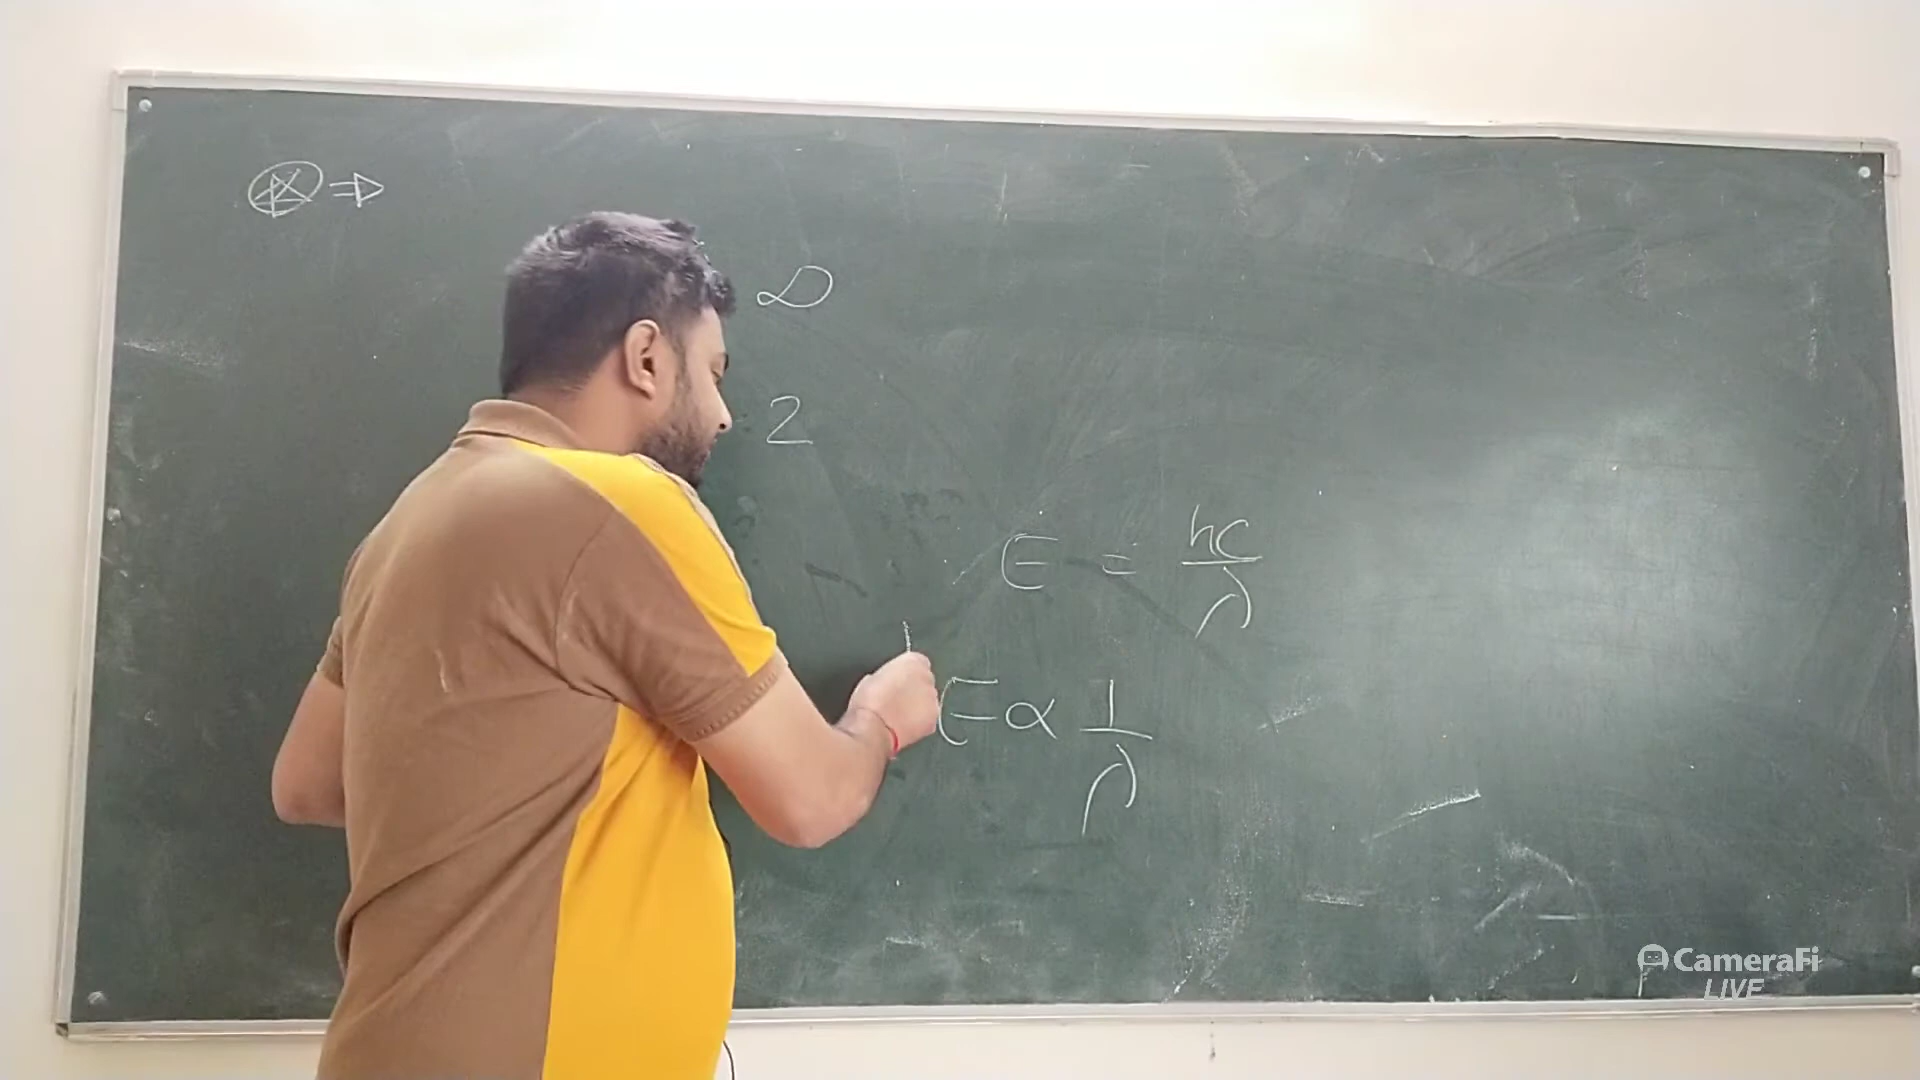 ⊛ ⇒
∞
2
E = hc/λ
E ∝ 1/λ
CameraFi
LIVE